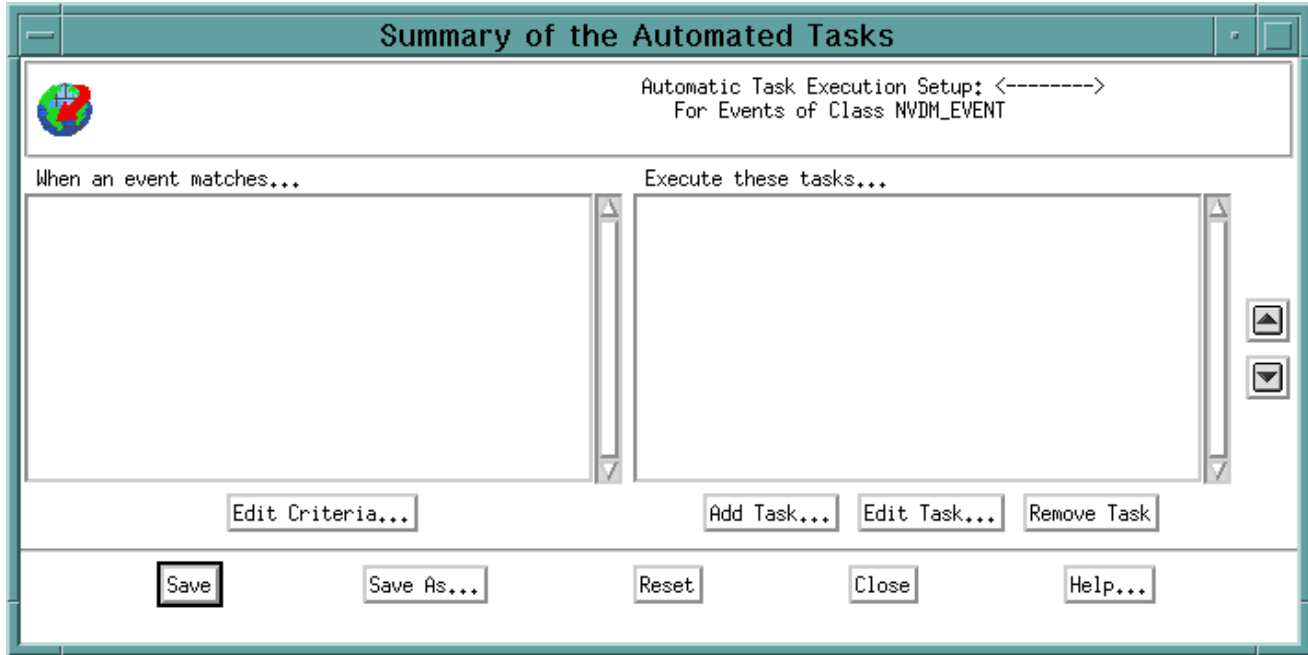 Summary of the Automated Tasks
Automatic Task Execution Setup: <-------->
For Events of Class NVDM_EVENT
When an event matches...
Execute these tasks...
Edit Criteria...
Add Task...
Edit Task...
Remove Task
Save
Save As...
Reset
Close
Help...